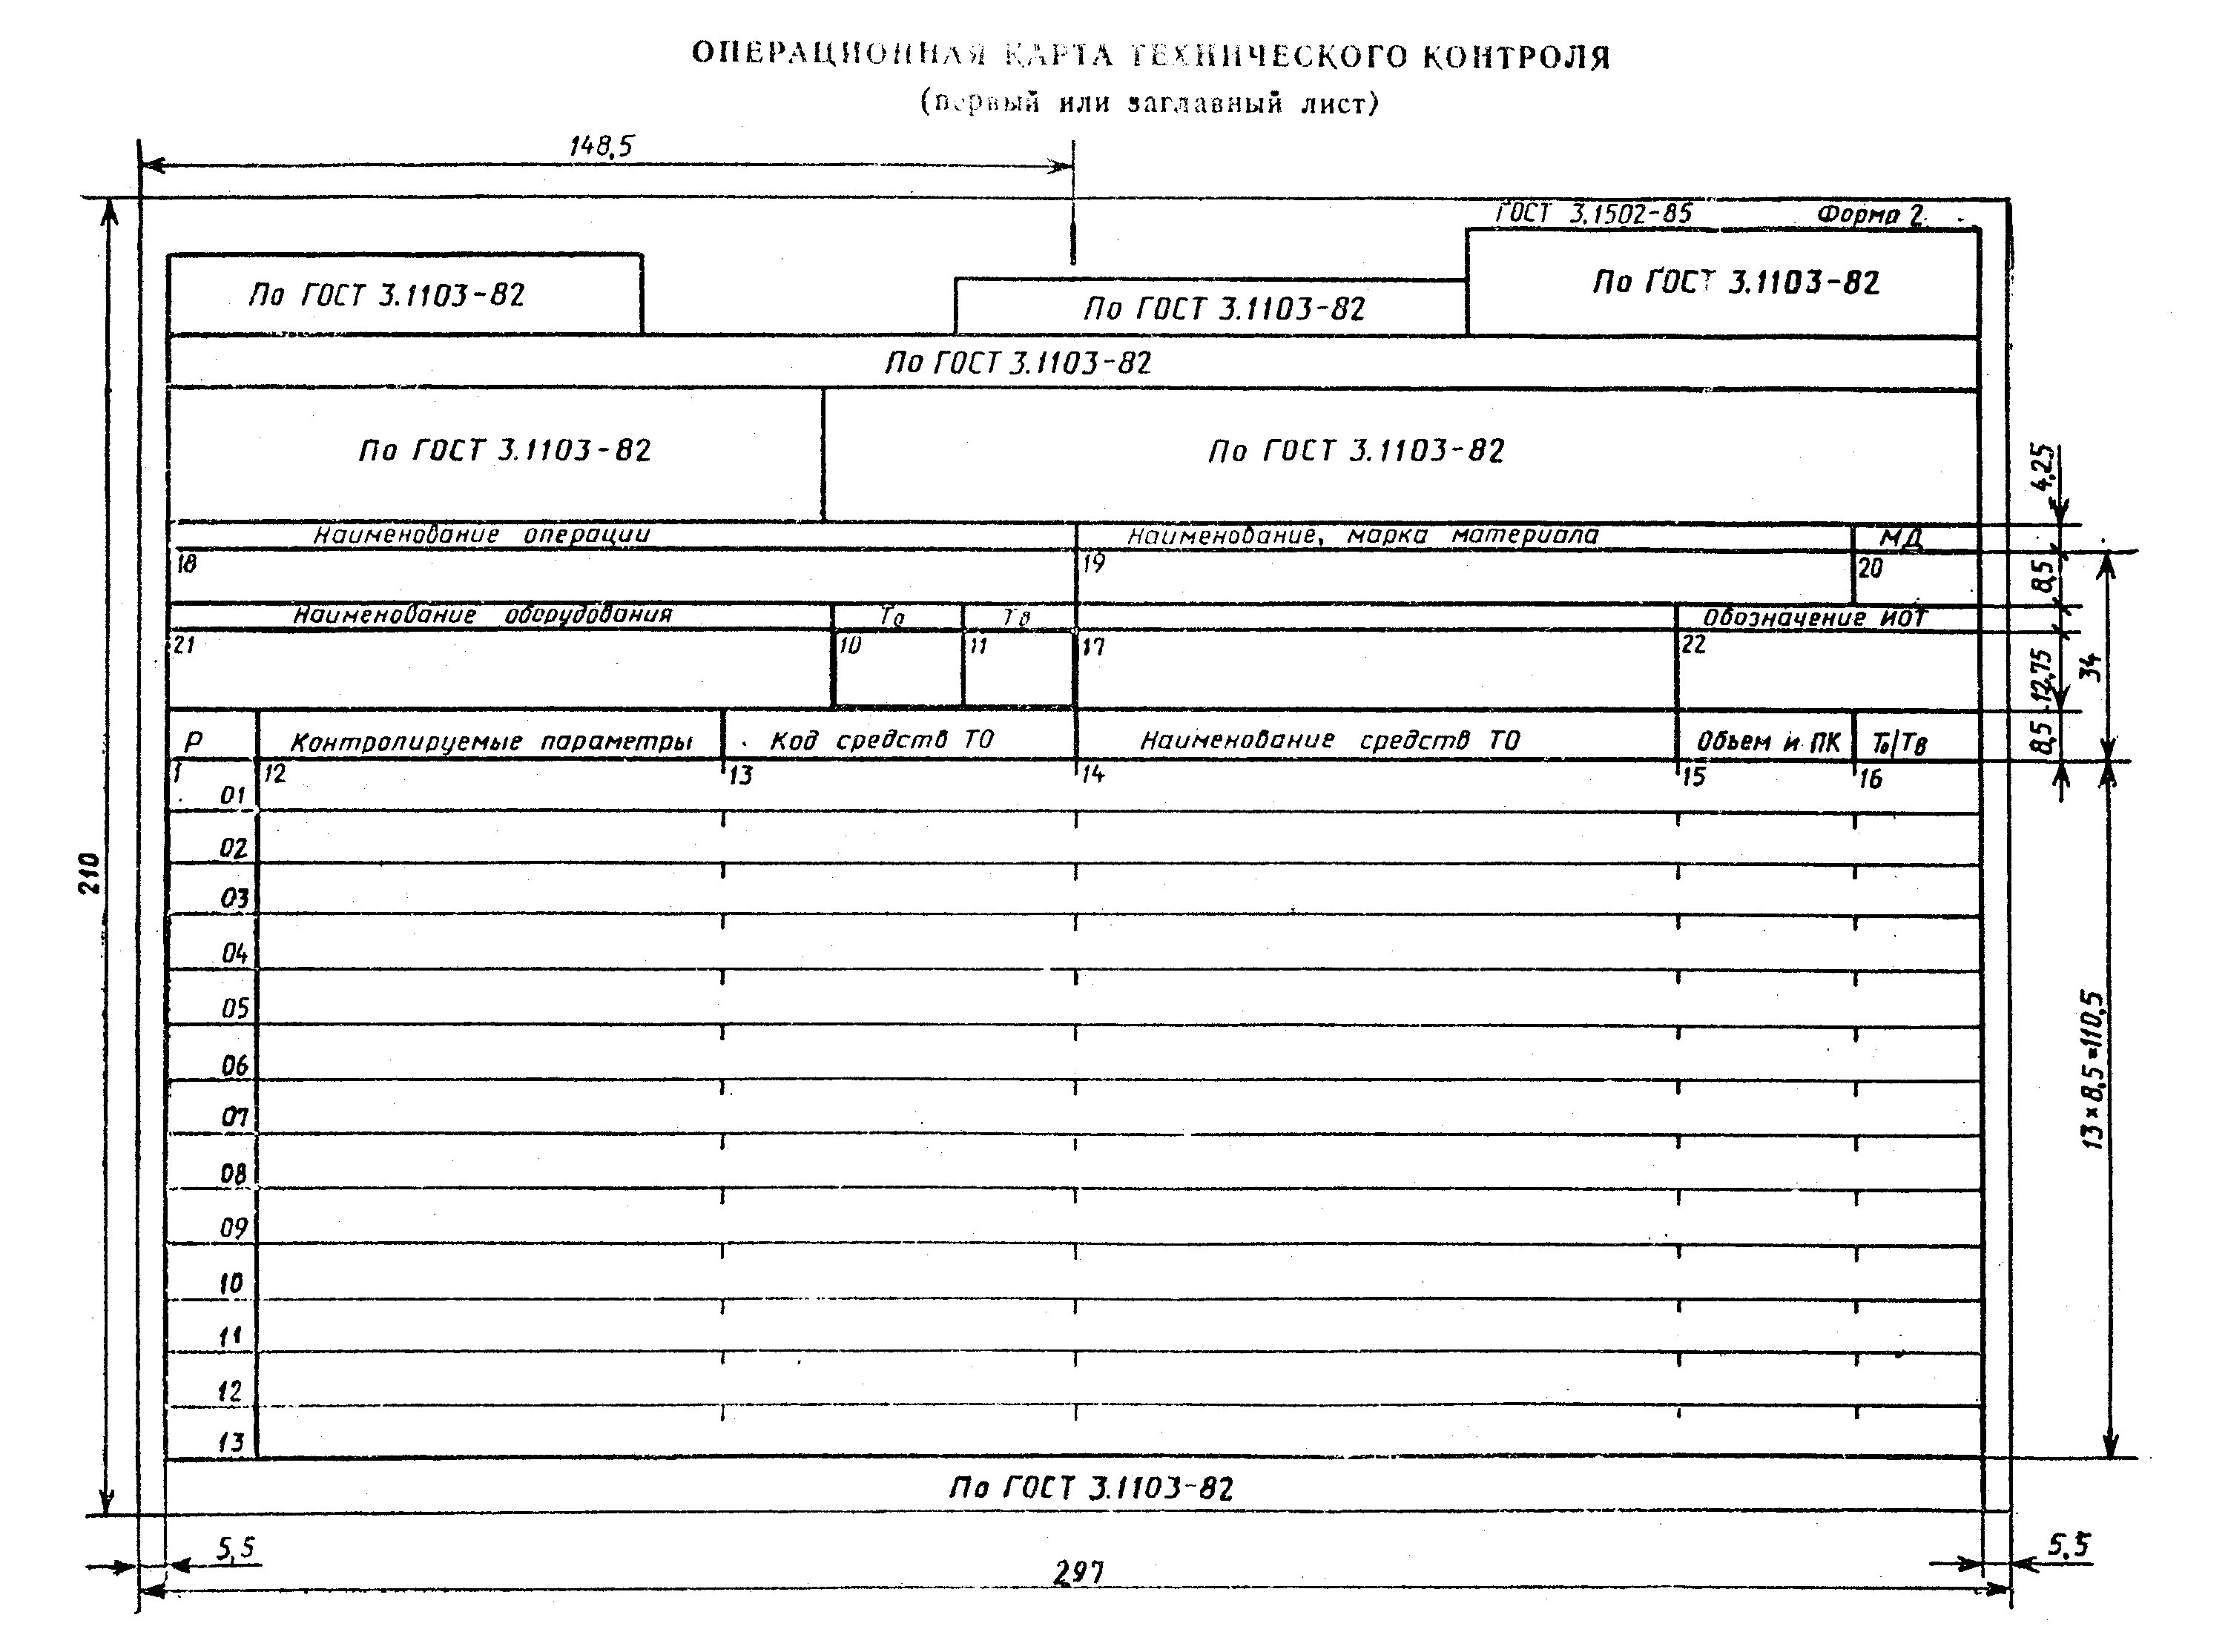 ОПЕРАЦИОННАЯ КАРТА ТЕХНИЧЕСКОГО КОНТРОЛЯ
(первый или заглавный лист)
148,5
ГОСТ 3.1502-85 Форма 2
По ГОСТ 3.1103-82
По ГОСТ 3.1103-82
По ГОСТ 3.1103-82
По ГОСТ 3.1103-82
По ГОСТ 3.1103-82
По ГОСТ 3.1103-82
4,25
Наименование операции
Наименование, марка материала
МД
18
19
20
8,5
Наименование оборудования
То
Тв
Обозначение ИОТ
21
10
11
17
22
12,75
34
Р
Контролируемые параметры
Код средств ТО
Наименование средств ТО
Объем и ПК
То/Тв
8,5
1
12
13
14
15
16
01
02
03
04
05
06
07
08
09
10
11
12
13
210
13×8,5=110,5
По ГОСТ 3.1103-82
5,5
297
5,5